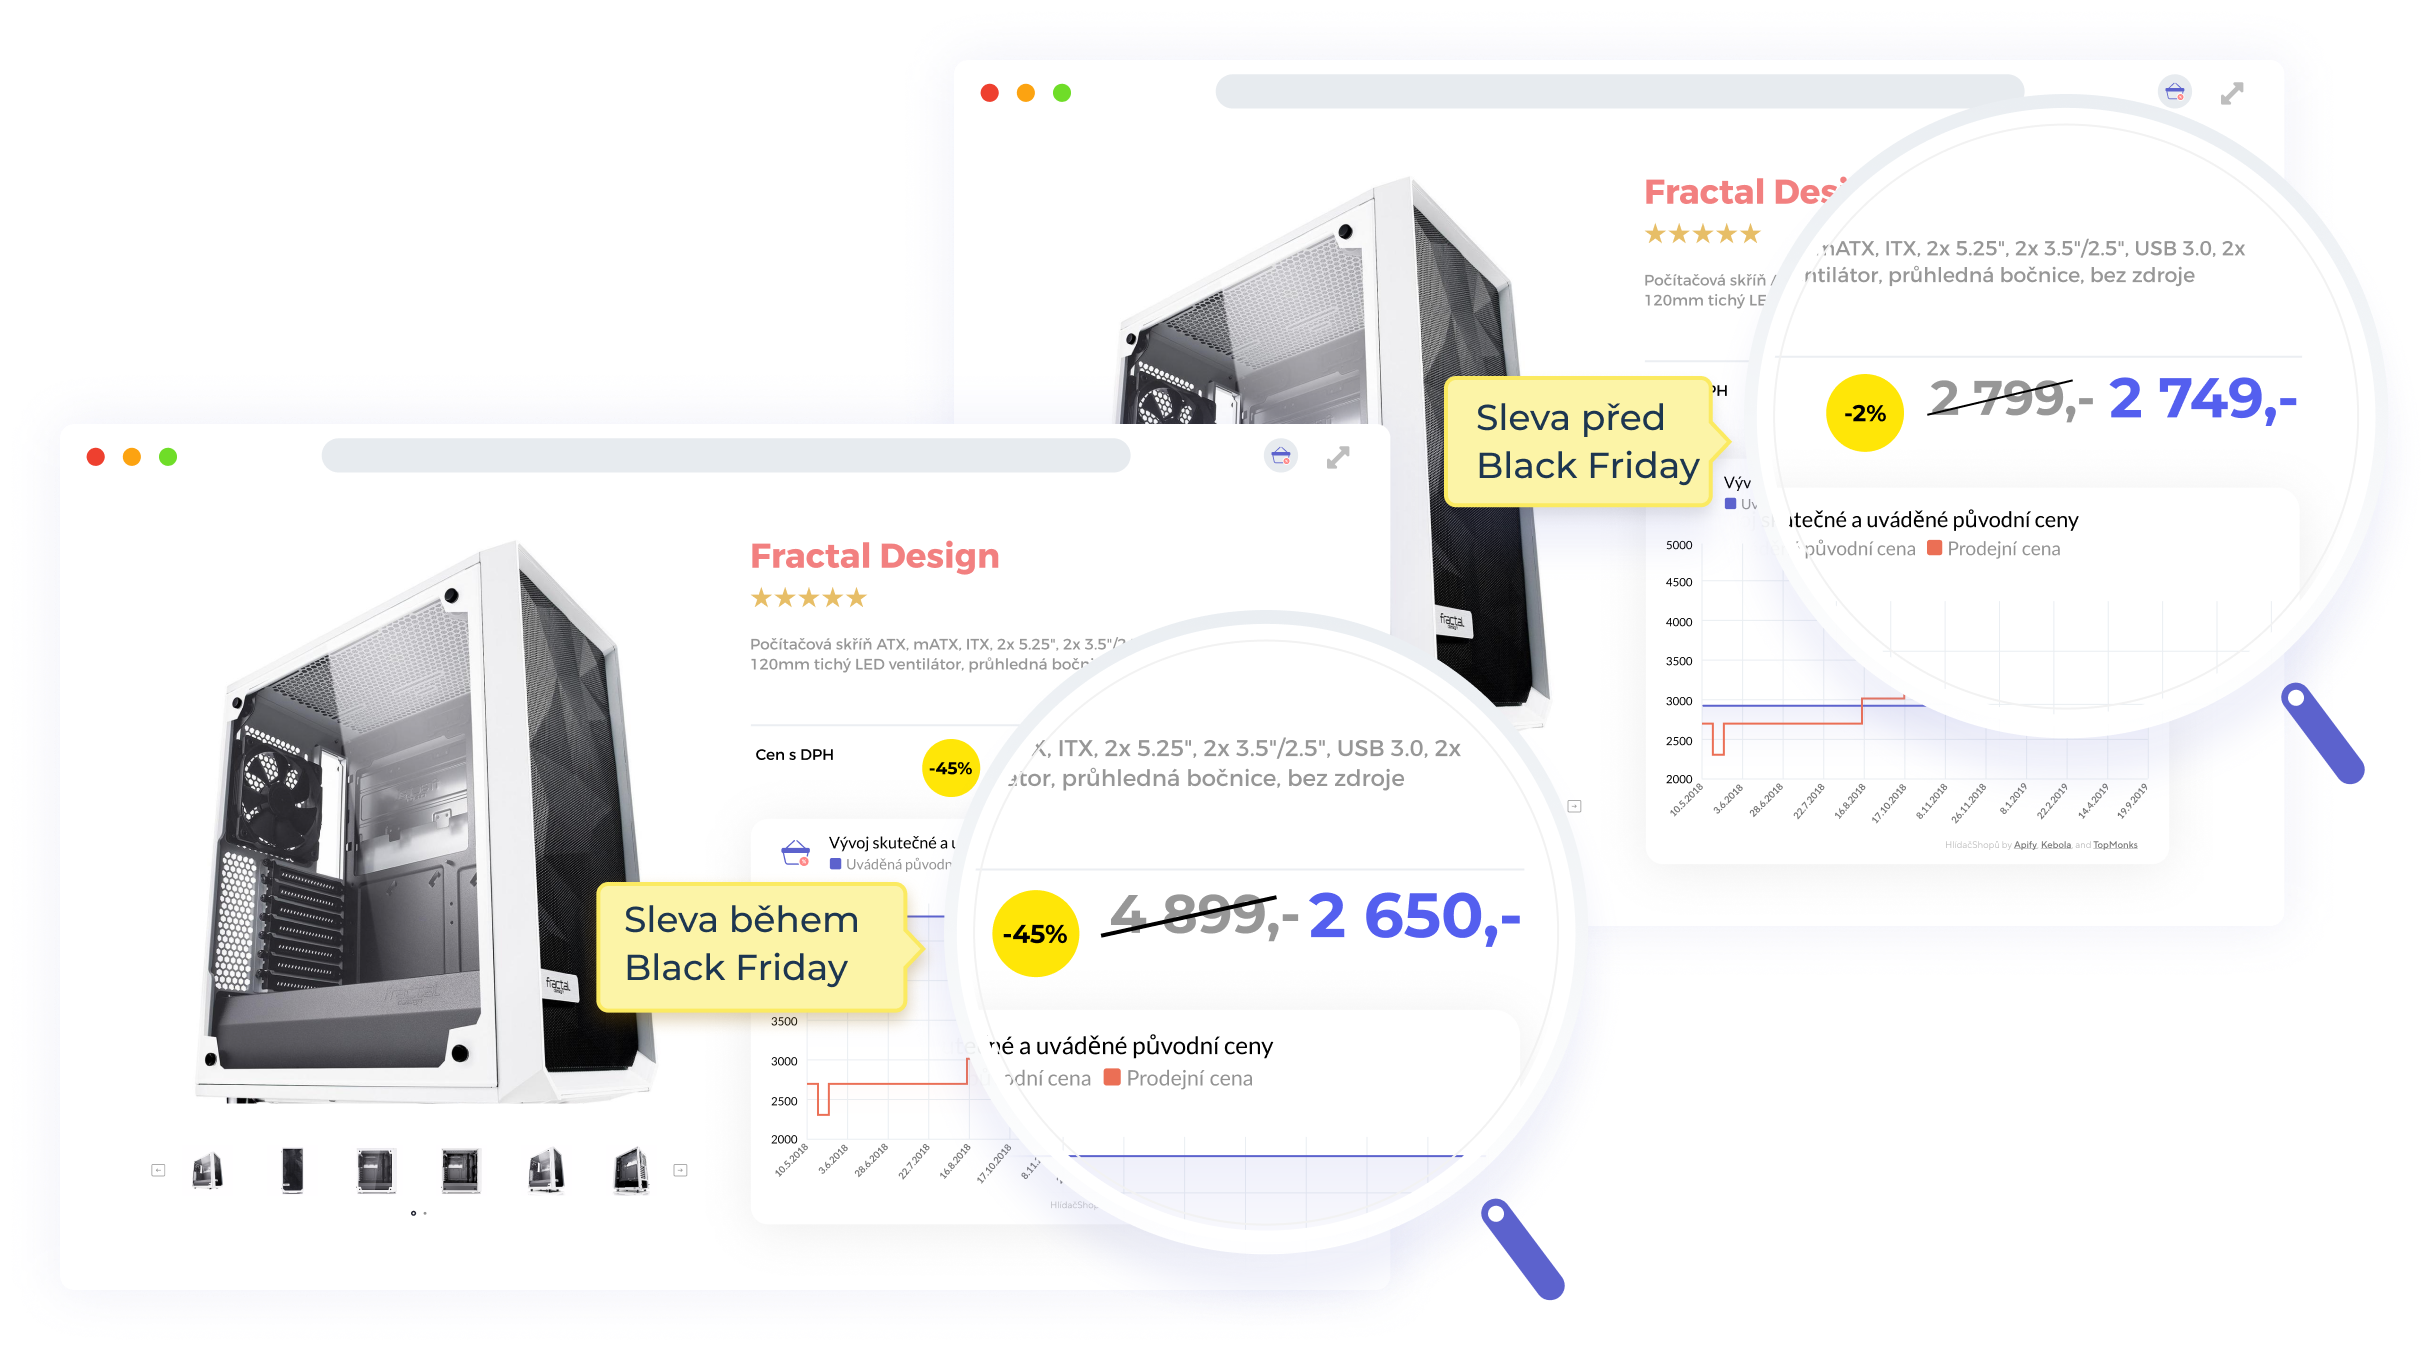 Fractal Desi
★★★★★
Počítačová skříň
120mm tichý LE
mATX, ITX, 2x 5.25", 2x 3.5"/2.5", USB 3.0, 2x
ntilátor, průhledná bočnice, bez zdroje
PH
-2%
2 799,- 2 749,-
Sleva před
Black Friday
Výv
Uv
skutečné a uváděné původní ceny
původní cena Prodejní cena
5000
4500
4000
3500
3000
2500
2000
10.5.2018 3.6.2018 28.6.2018 22.7.2018 16.8.2018 17.10.2018 8.11.2018 26.11.2018 8.1.2019 22.2.2019 14.4.2019 19.9.2019
HlídačShopů by Apify, Kebola, and TopMonks
fractal
Fractal Design
★★★★★
Počítačová skříň ATX, mATX, ITX, 2x 5.25", 2x 3.5"/2
120mm tichý LED ventilátor, průhledná bočn
X, ITX, 2x 5.25", 2x 3.5"/2.5", USB 3.0, 2x
átor, průhledná bočnice, bez zdroje
Cen s DPH
-45%
-45%
4 899,- 2 650,-
Vývoj skutečné a u
Uváděná původn
Sleva během
Black Friday
né a uváděné původní ceny
odní cena Prodejní cena
3500
3000
2500
2000
10.5.2018 3.6.2018 28.6.2018 22.7.2018 16.8.2018 17.10.2018 8.11.
HlídačShop
fractal